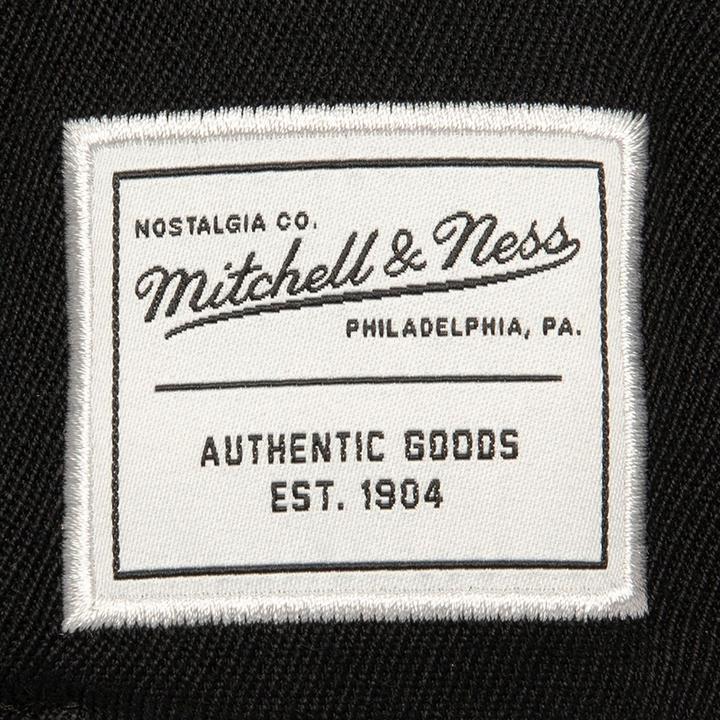 NOSTALGIA CO.
Mitchell & Ness
PHILADELPHIA, PA.
AUTHENTIC GOODS
EST. 1904